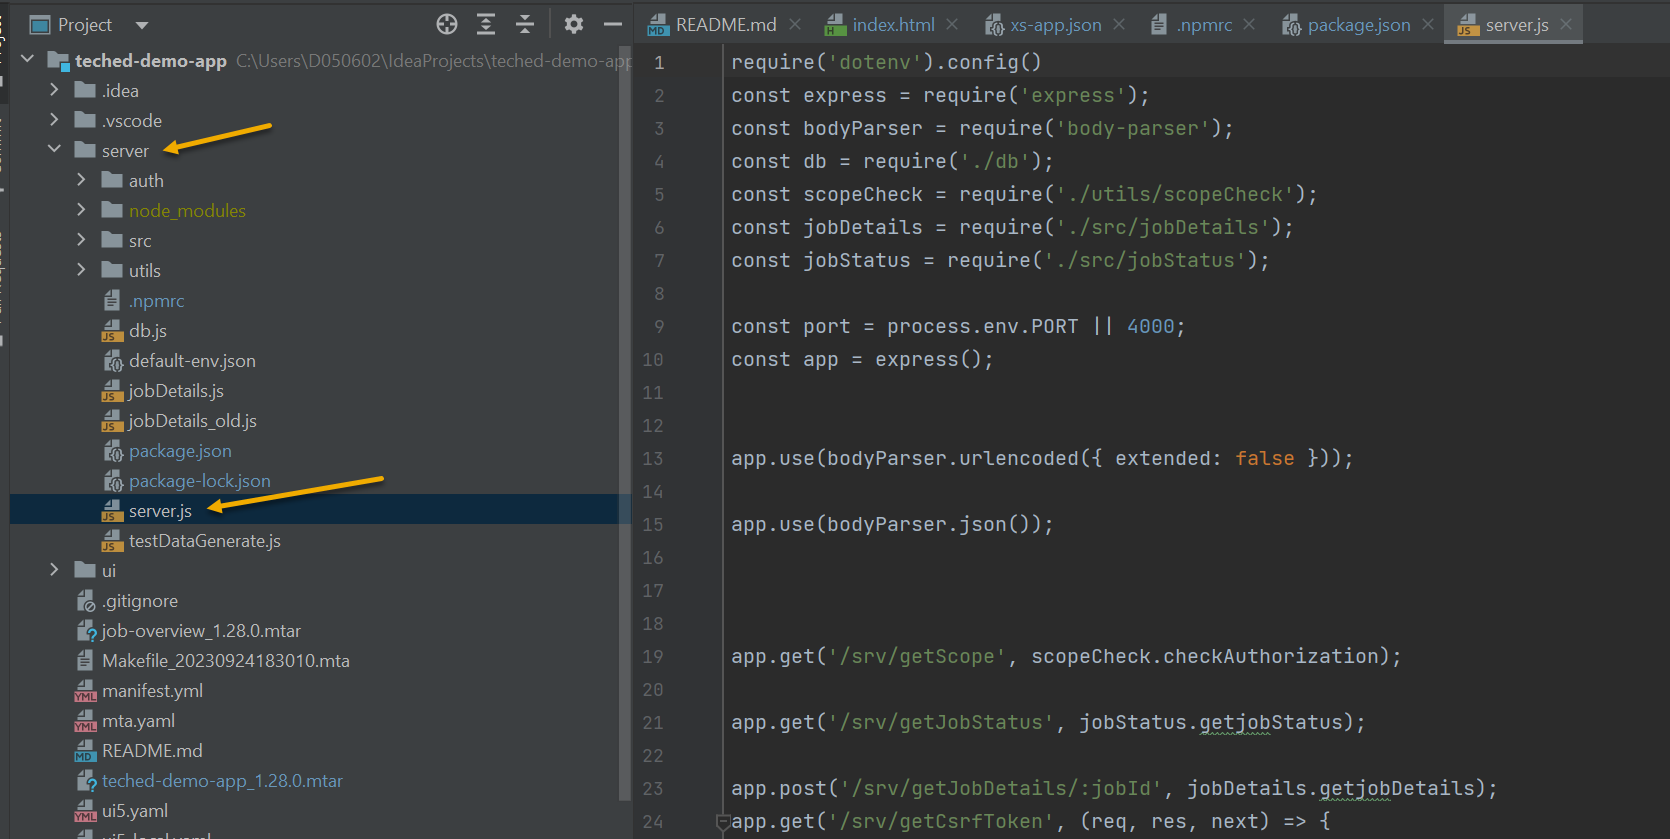 Project
README.md
index.html
xs-app.json
.npmrc
package.json
server.js
teched-demo-app C:\Users\D050602\IdeaProjects\teched-demo-app
.idea
.vscode
server
auth
node_modules
src
utils
.npmrc
db.js
default-env.json
jobDetails.js
jobDetails_old.js
package.json
package-lock.json
server.js
testDataGenerate.js
ui
.gitignore
job-overview_1.28.0.mtar
Makefile_20230924183010.mta
manifest.yml
mta.yaml
README.md
teched-demo-app_1.28.0.mtar
ui5.yaml
1 require('dotenv').config()
2 const express = require('express');
3 const bodyParser = require('body-parser');
4 const db = require('./db');
5 const scopeCheck = require('./utils/scopeCheck');
6 const jobDetails = require('./src/jobDetails');
7 const jobStatus = require('./src/jobStatus');
8
9 const port = process.env.PORT || 4000;
10 const app = express();
11
12
13 app.use(bodyParser.urlencoded({ extended: false }));
14
15 app.use(bodyParser.json());
16
17
18
19 app.get('/srv/getScope', scopeCheck.checkAuthorization);
20
21 app.get('/srv/getJobStatus', jobStatus.getjobStatus);
22
23 app.post('/srv/getJobDetails/:jobId', jobDetails.getjobDetails);
24 app.get('/srv/getCsrfToken', (req, res, next) => {